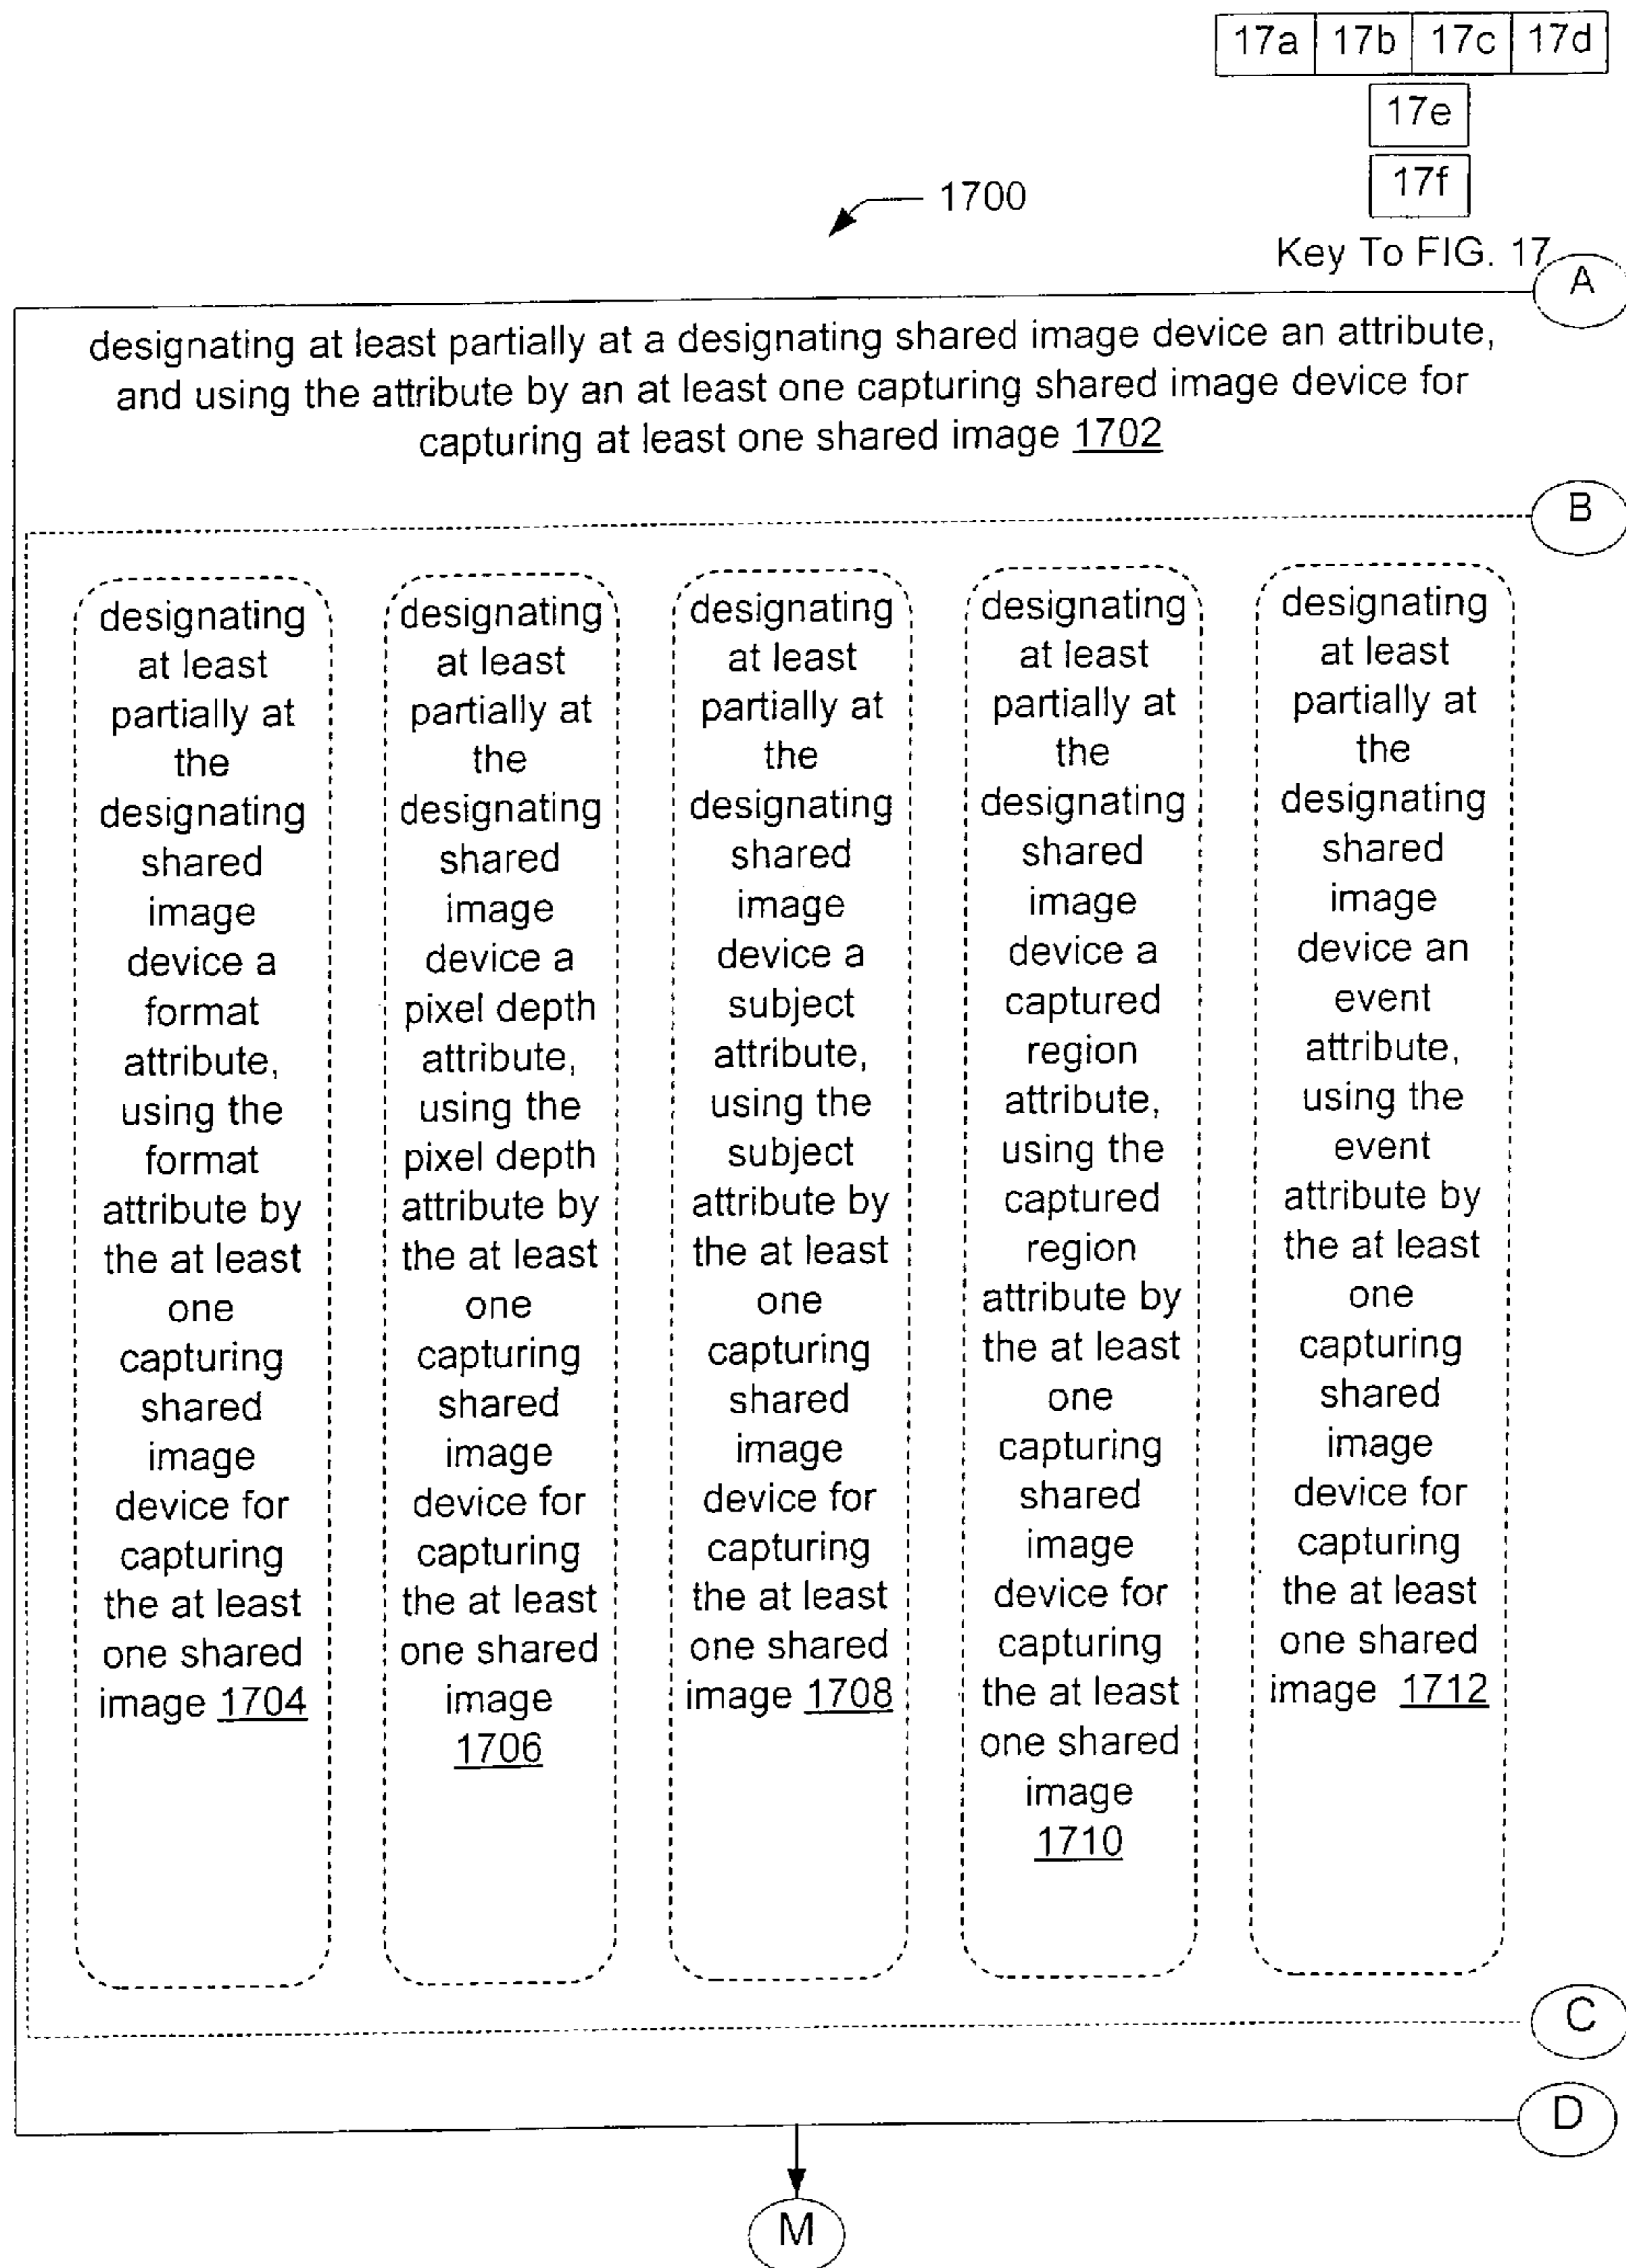 17a 17b 17c 17d
17e
17f
1700
Key To FIG. 17
A
designating at least partially at a designating shared image device an attribute,
and using the attribute by an at least one capturing shared image device for
capturing at least one shared image 1702
B
designating
at least
partially at
the
designating
shared
image
device a
format
attribute,
using the
format
attribute by
the at least
one
capturing
shared
image
device for
capturing
the at least
one shared
image 1704
designating
at least
partially at
the
designating
shared
image
device a
pixel depth
attribute,
using the
pixel depth
attribute by
the at least
one
capturing
shared
image
device for
capturing
the at least
one shared
image
1706
designating
at least
partially at
the
designating
shared
image
device a
subject
attribute,
using the
subject
attribute by
the at least
one
capturing
shared
image
device for
capturing
the at least
one shared
image 1708
designating
at least
partially at
the
designating
shared
image
device a
captured
region
attribute,
using the
captured
region
attribute by
the at least
one
capturing
shared
image
device for
capturing
the at least
one shared
image
1710
designating
at least
partially at
the
designating
shared
image
device an
event
attribute,
using the
event
attribute by
the at least
one
capturing
shared
image
device for
capturing
the at least
one shared
image 1712
C
D
M